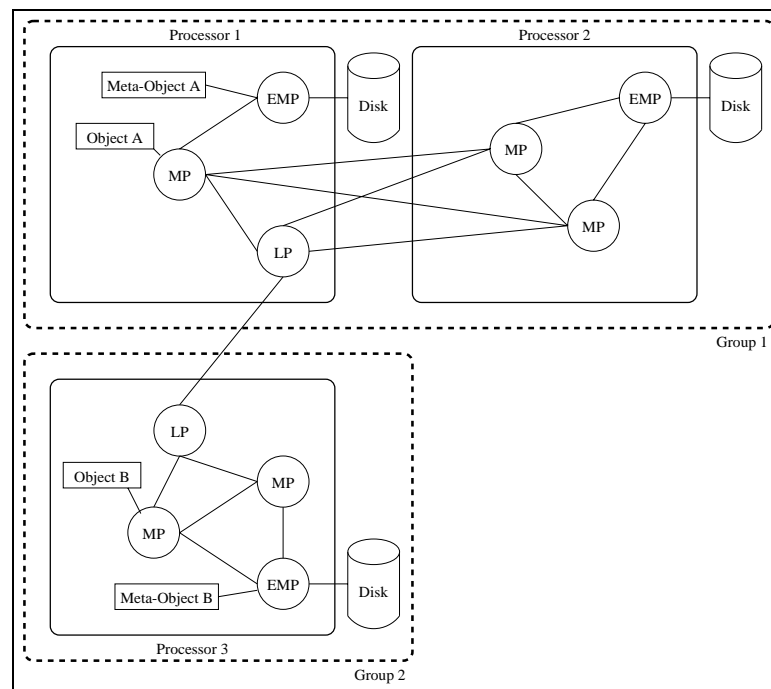 Processor 1
Processor 2
Meta-Object A
EMP
Disk
EMP
Disk
Object A
MP
MP
MP
LP
Group 1
LP
Object B
MP
MP
Meta-Object B
EMP
Disk
Processor 3
Group 2